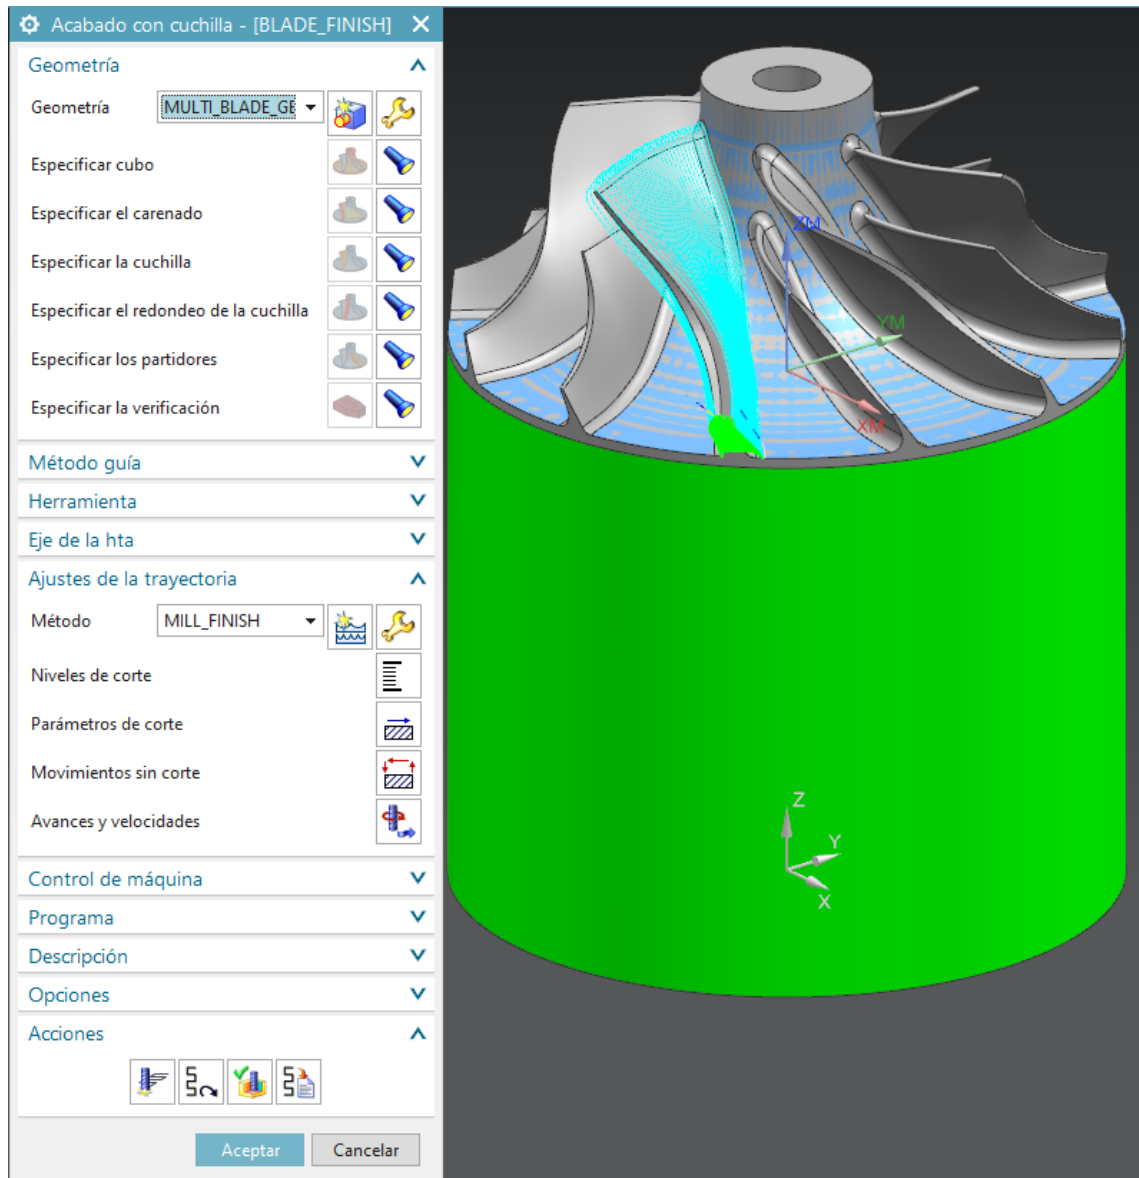 Acabado con cuchilla - [BLADE_FINISH]
Geometría
Geometría MULTI_BLADE_GE
Especificar cubo
Especificar el carenado
Especificar la cuchilla
Especificar el redondeo de la cuchilla
Especificar los partidores
Especificar la verificación
Método guía
Herramienta
Eje de la hta
Ajustes de la trayectoria
Método MILL_FINISH
Niveles de corte
Parámetros de corte
Movimientos sin corte
Avances y velocidades
Control de máquina
Programa
Descripción
Opciones
Acciones
Aceptar Cancelar
ZM
YM
XM
Z
Y
X